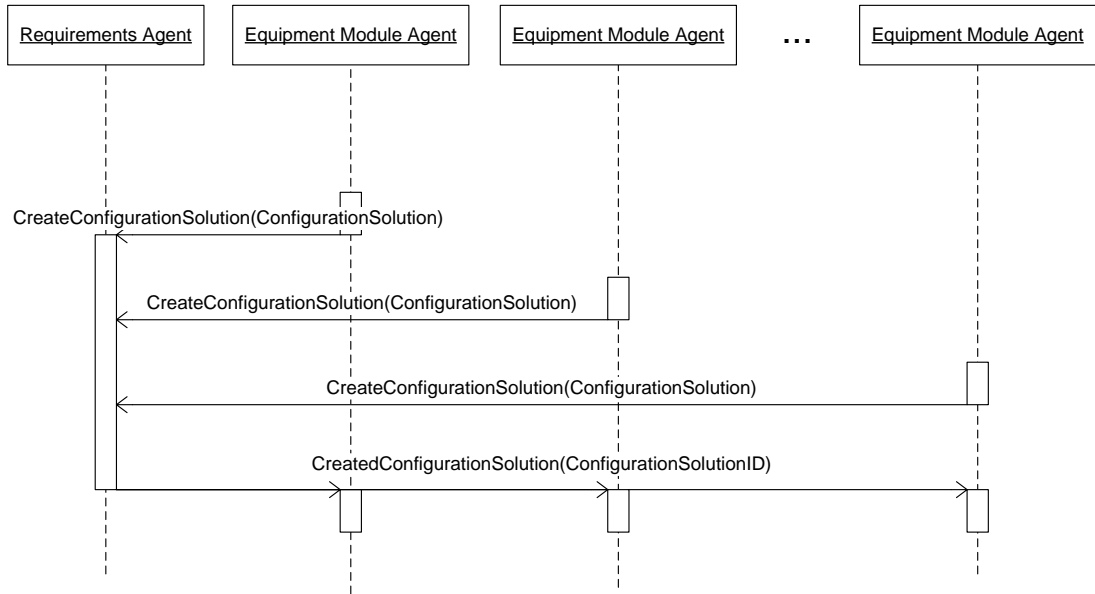 Requirements Agent
Equipment Module Agent
Equipment Module Agent
...
Equipment Module Agent
CreateConfigurationSolution(ConfigurationSolution)
CreateConfigurationSolution(ConfigurationSolution)
CreateConfigurationSolution(ConfigurationSolution)
CreatedConfigurationSolution(ConfigurationSolutionID)